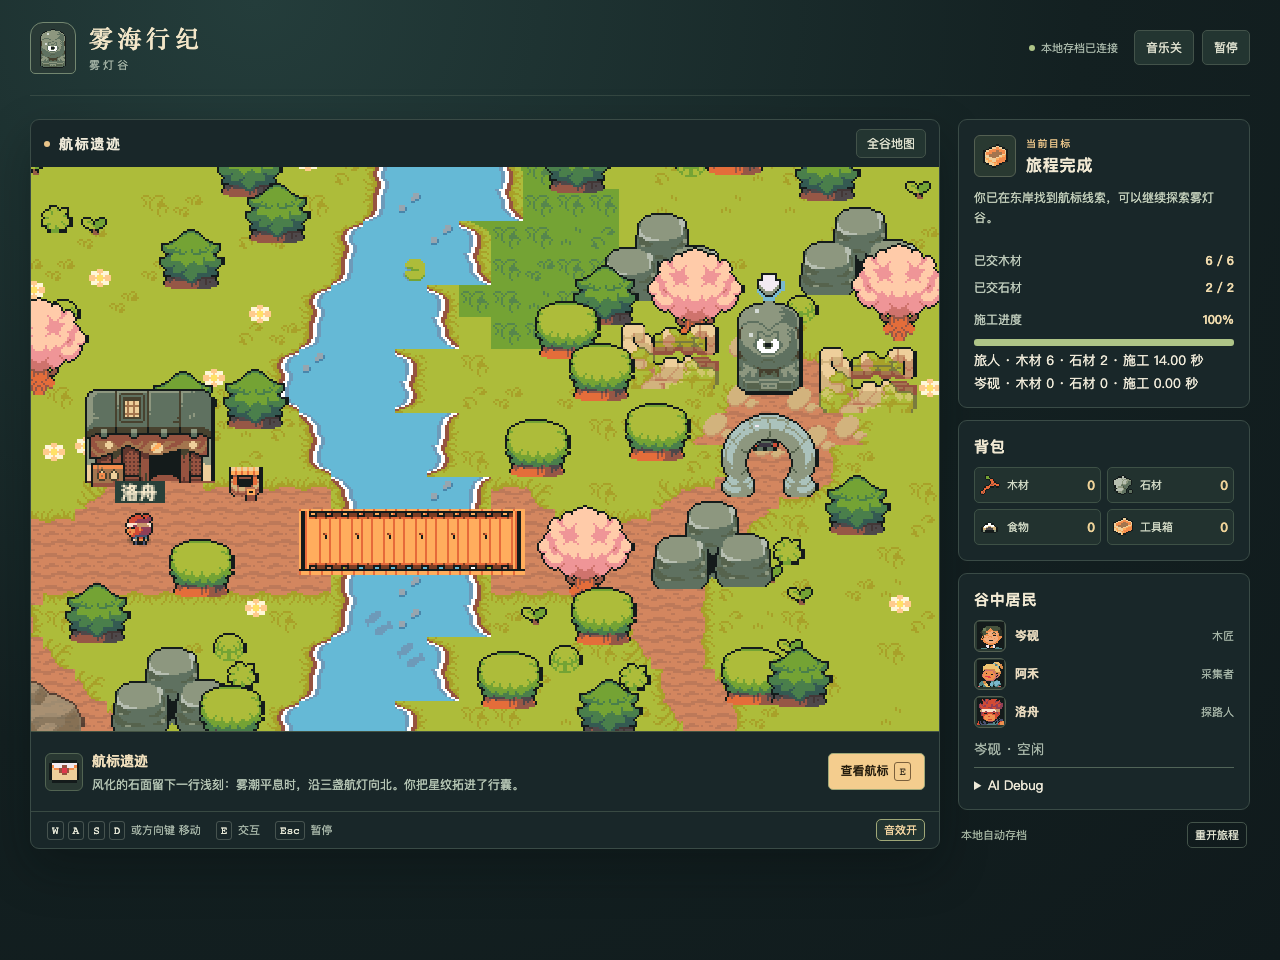 雾海行纪
雾灯谷
本地存档已连接
音乐关
暂停
航标遗迹
全谷地图
洛舟
航标遗迹
风化的石面留下一行浅刻：雾潮平息时，沿三盏航灯向北。你把星纹拓进了行囊。
查看航标 E
W A S D 或方向键 移动 E 交互 Esc 暂停
音效开
当前目标
旅程完成
你已在东岸找到航标线索，可以继续探索雾灯
谷。
已交木材 6 / 6
已交石材 2 / 2
施工进度 100%
旅人 · 木材 6 · 石材 2 · 施工 14.00 秒
岑砚 · 木材 0 · 石材 0 · 施工 0.00 秒
背包
木材 0
石材 0
食物 0
工具箱 0
谷中居民
岑砚 木匠
阿禾 采集者
洛舟 探路人
岑砚 · 空闲
▶ AI Debug
本地自动存档
重开旅程